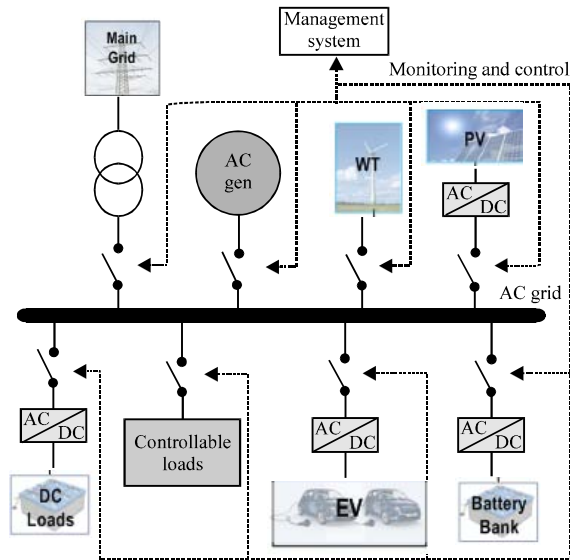 Management
system
Main
Grid
Monitoring and control
AC
gen
WT
PV
AC
DC
AC grid
AC
DC
Controllable
loads
AC
DC
AC
DC
DC
Loads
EV
Battery
Bank